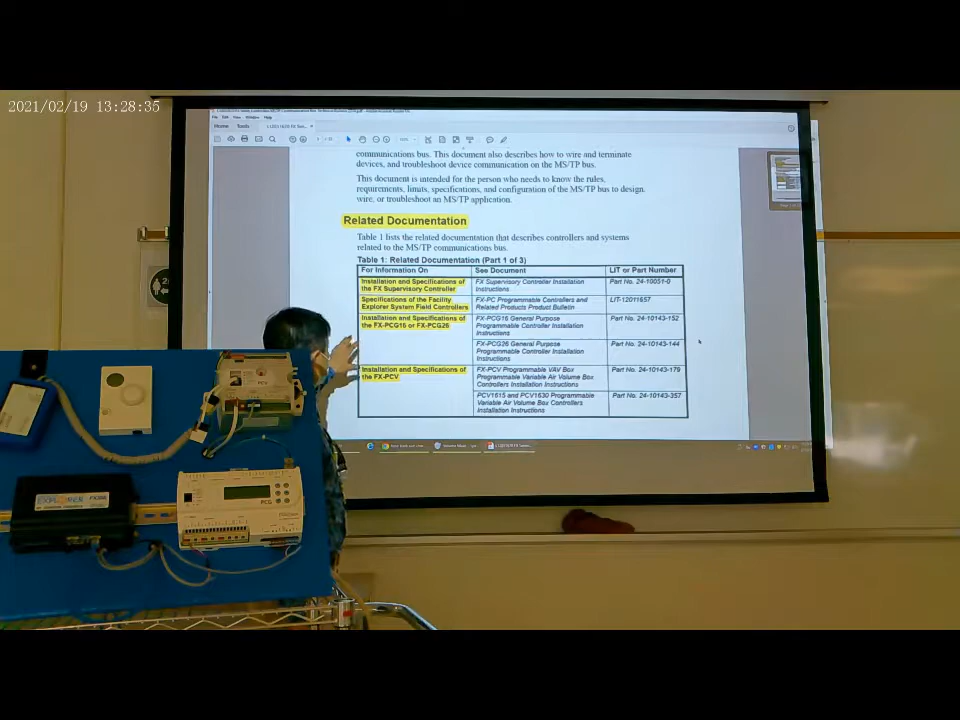 2021/02/19 13:28:35
File Edit View Window Help
Home Tools
communications bus. This document also describes how to wire and terminate
devices, and troubleshoot device communication on the MS/TP bus.
This document is intended for the person who needs to know the rules,
requirements, limits, specifications, and configuration of the MS/TP bus to design,
wire, or troubleshoot an MS/TP application.
Related Documentation
Table 1 lists the related documentation that describes controllers and systems
related to the MS/TP communications bus.
Table 1: Related Documentation (Part 1 of 3)
For Information On See Document LIT or Part Number
Installation and Specifications of FX Supervisory Controller Installation Part No. 24-10051-0
the FX Supervisory Controller Instructions
Specifications of the Facility FX-PC Programmable Controllers and LIT-12011657
Explorer System Field Controllers Related Products Product Bulletin
Installation and Specifications of FX-PCG16 General Purpose Part No. 24-10143-152
the FX-PCG16 or FX-PCG26 Programmable Controller Installation
Instructions
FX-PCG26 General Purpose Part No. 24-10143-144
Programmable Controller Installation
Instructions
Installation and Specifications of FX-PCV Programmable VAV Box Part No. 24-10143-179
the FX-PCV Programmable Variable Air Volume Box
Controllers Installation Instructions
PCV1615 and PCV1630 Programmable Part No. 24-10143-357
Variable Air Volume Box Controllers
Installation Instructions
PCV
EXPLORER
PCG